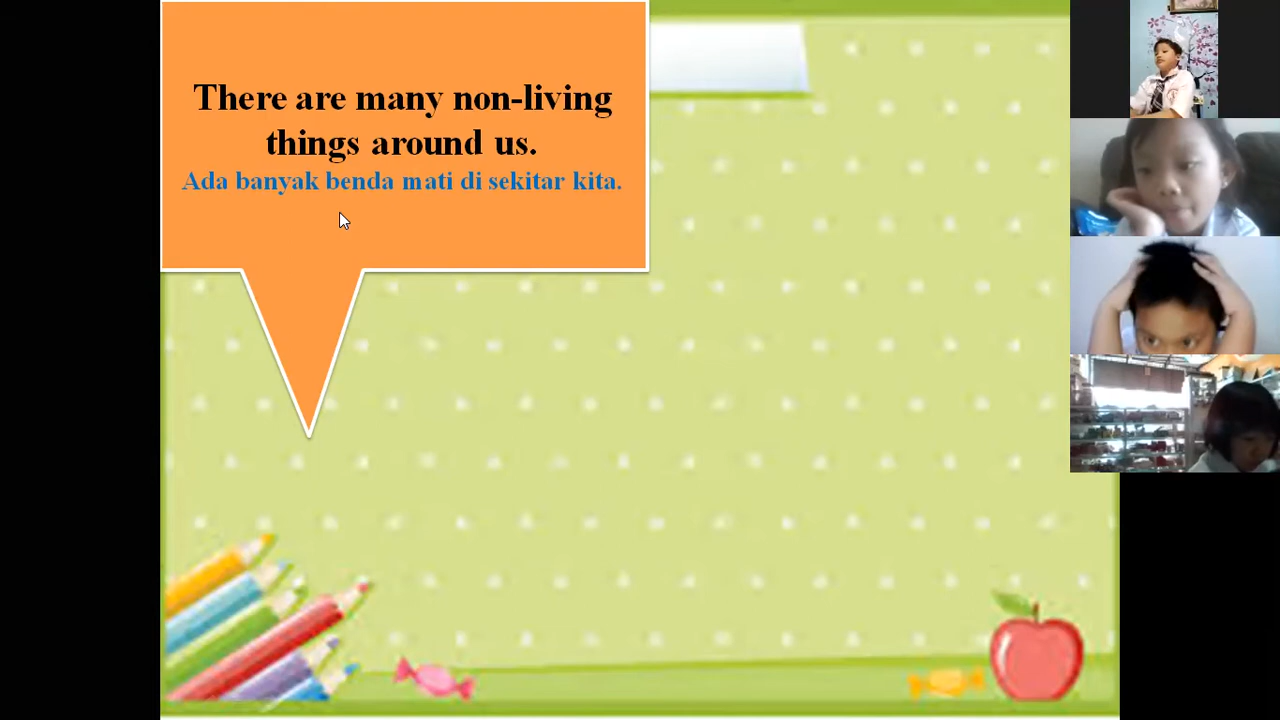 There are many non-living
things around us.
Ada banyak benda mati di sekitar kita.